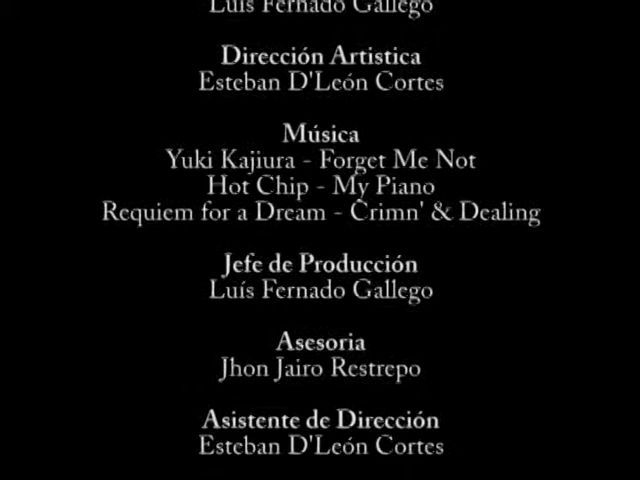 Luís Fernado Gallego
Dirección Artistica
Esteban D'León Cortes
Música
Yuki Kajiura - Forget Me Not
Hot Chip - My Piano
Requiem for a Dream - Crimn' & Dealing
Jefe de Producción
Luís Fernado Gallego
Asesoria
Jhon Jairo Restrepo
Asistente de Dirección
Esteban D'León Cortes